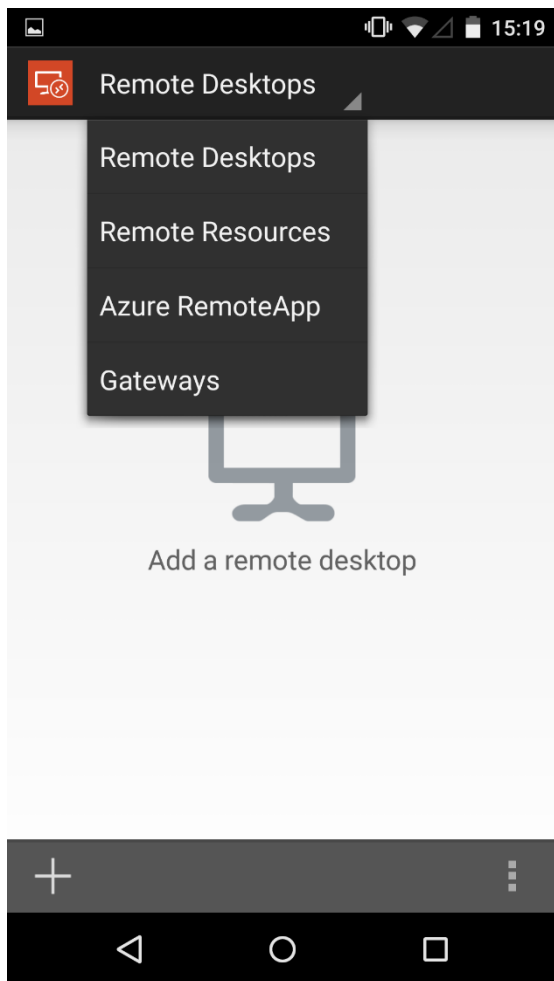 15:19
Remote Desktops
Remote Desktops
Remote Resources
Azure RemoteApp
Gateways
Add a remote desktop